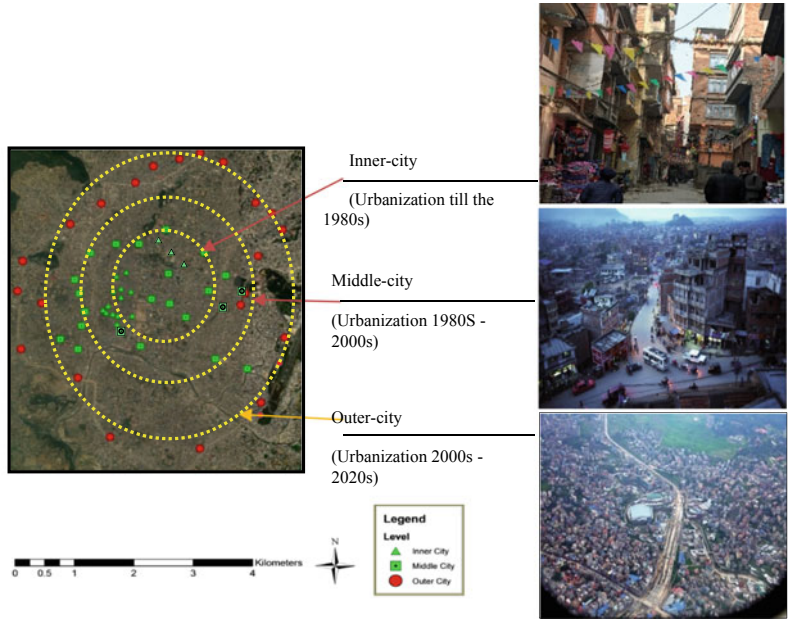 Inner-city
(Urbanization till the
1980s)
Middle-city
(Urbanization 1980S -
2000s)
Outer-city
(Urbanization 2000s -
2020s)
Legend
Level
Inner City
Middle City
Outer City
N
Kilometers
0 0.5 1 2 3 4